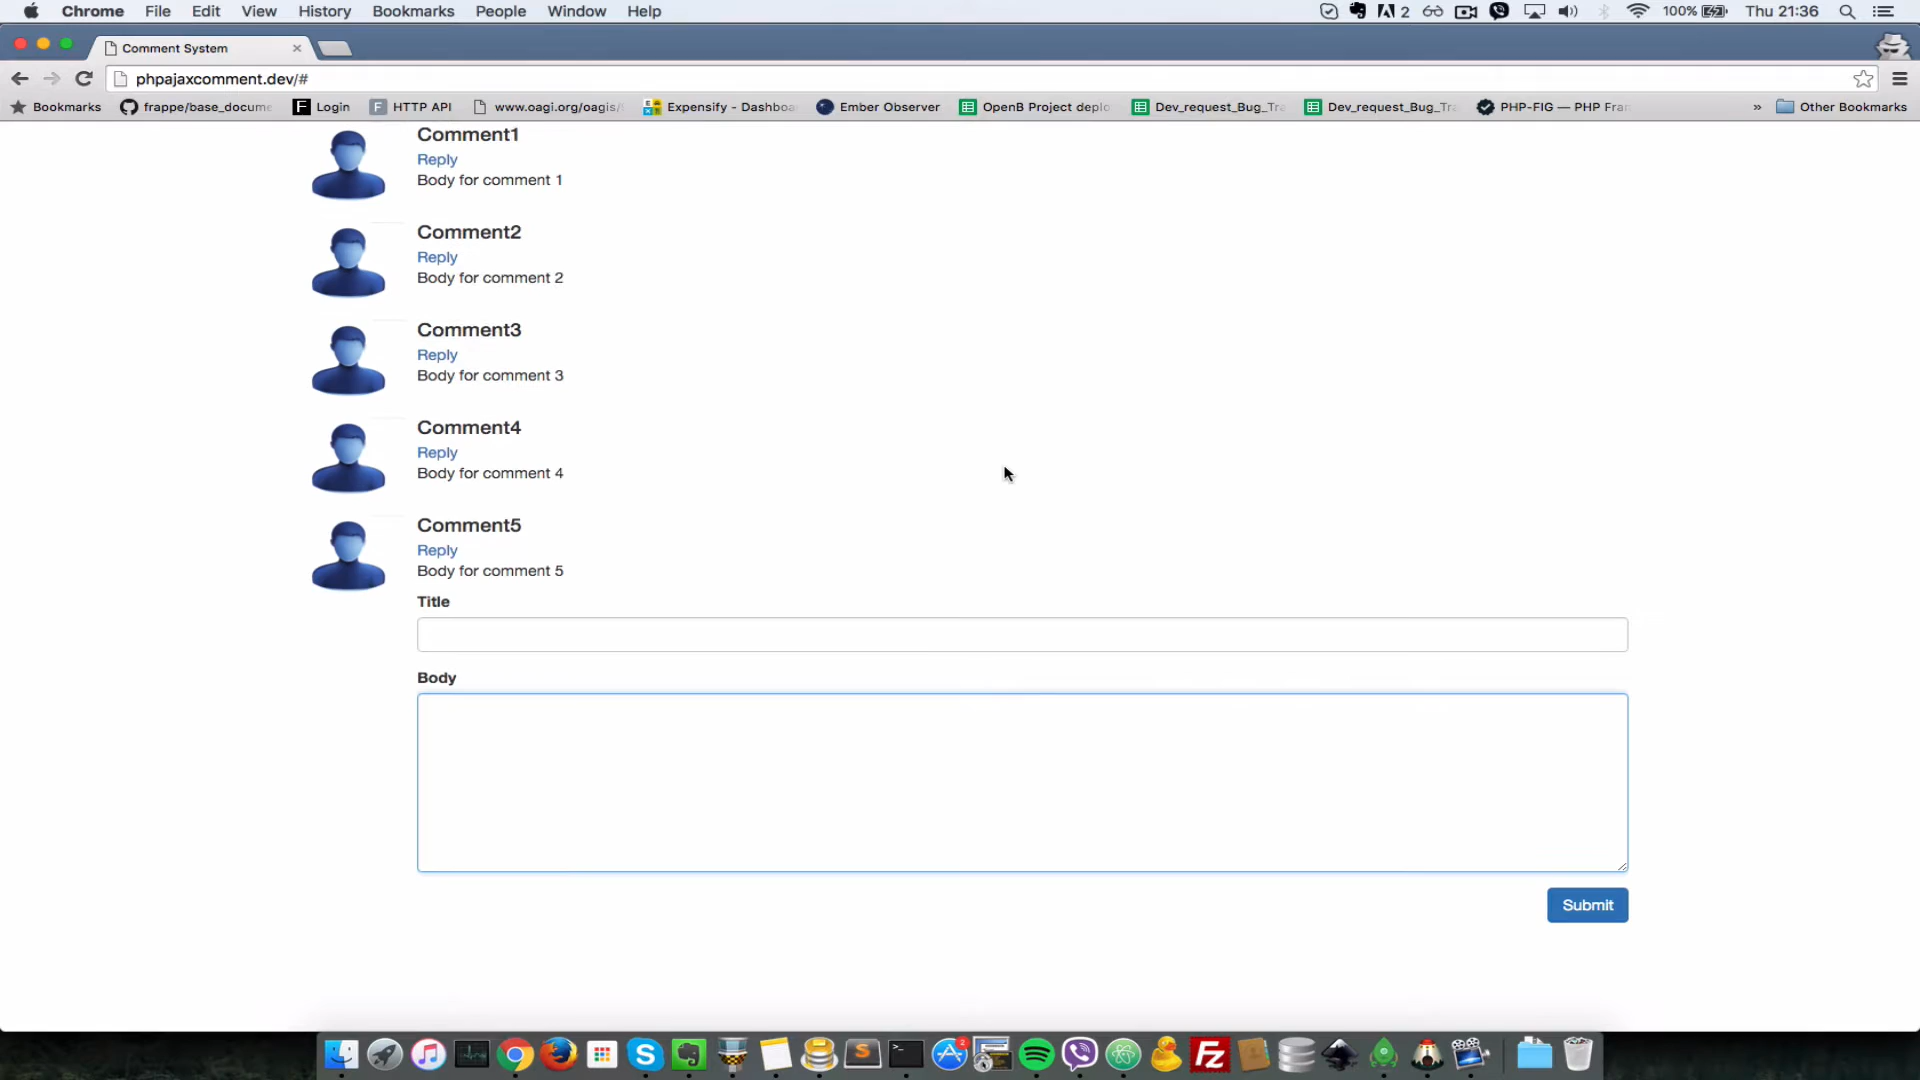 Chrome File Edit View History Bookmarks People Window Help 2 100% Thu 21:36
Comment System
phpajaxcomment.dev/#
Bookmarks frappe/base_docume Login HTTP API www.oagi.org/oagis/ Expensify - Dashboa Ember Observer OpenB Project deplo Dev_request_Bug_Tra Dev_request_Bug_Tra PHP-FIG — PHP Fra » Other Bookmarks
Comment1
Reply
Body for comment 1
Comment2
Reply
Body for comment 2
Comment3
Reply
Body for comment 3
Comment4
Reply
Body for comment 4
Comment5
Reply
Body for comment 5
Title
Body
Submit